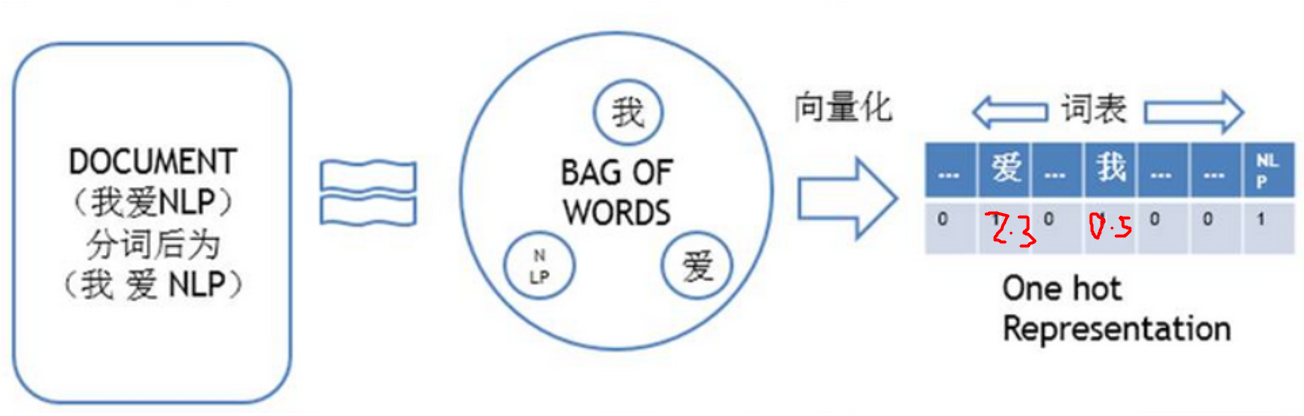 DOCUMENT
（我爱NLP）
分词后为
（我 爱 NLP）
我
BAG OF
WORDS
N
LP
爱
向量化
词表
... 爱 ... 我 ... ... NL
P
0 2.3 0 0.5 0 0 1
One hot
Representation